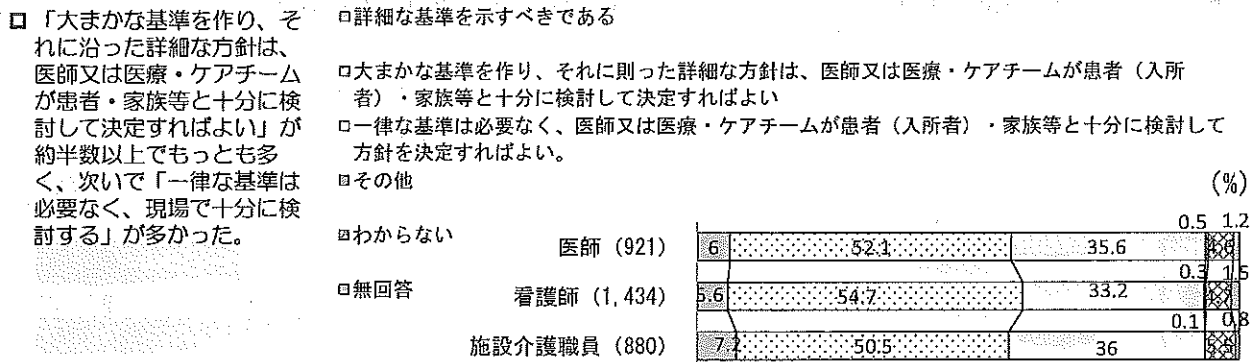 □ 「大まかな基準を作り、そ
れに沿った詳細な方針は、
医師又は医療・ケアチーム
が患者・家族等と十分に検
討して決定すればよい」が
約半数以上でもっとも多
く、次いで「一律な基準は
必要なく、現場で十分に検
討する」が多かった。
□詳細な基準を示すべきである
□大まかな基準を作り、それに則った詳細な方針は、医師又は医療・ケアチームが患者（入所
者）・家族等と十分に検討して決定すればよい
□一律な基準は必要なく、医師又は医療・ケアチームが患者（入所者）・家族等と十分に検討して
方針を決定すればよい。
□その他
□わからない
□無回答
(%)
0.5 1.2
医師（921） 6 52.1 35.6 4.6
0.3 1.5
看護師（1,434） 5.6 54.7 33.2
0.1 0.8
施設介護職員（880） 7.2 50.5 36